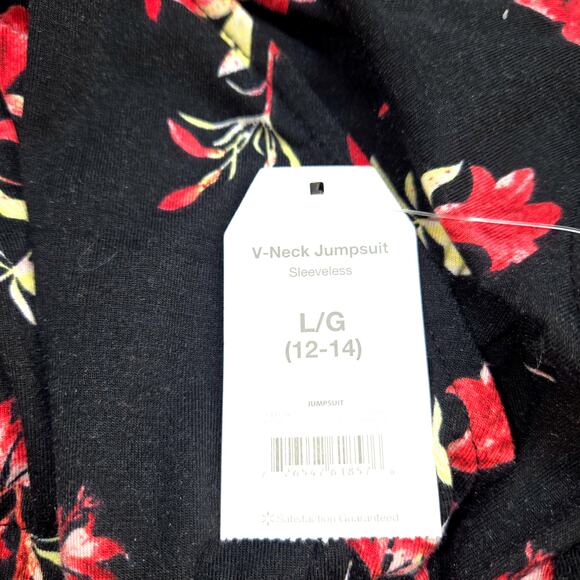 V-Neck Jumpsuit
Sleeveless
L/G
(12-14)
JUMPSUIT
Satisfaction Guaranteed